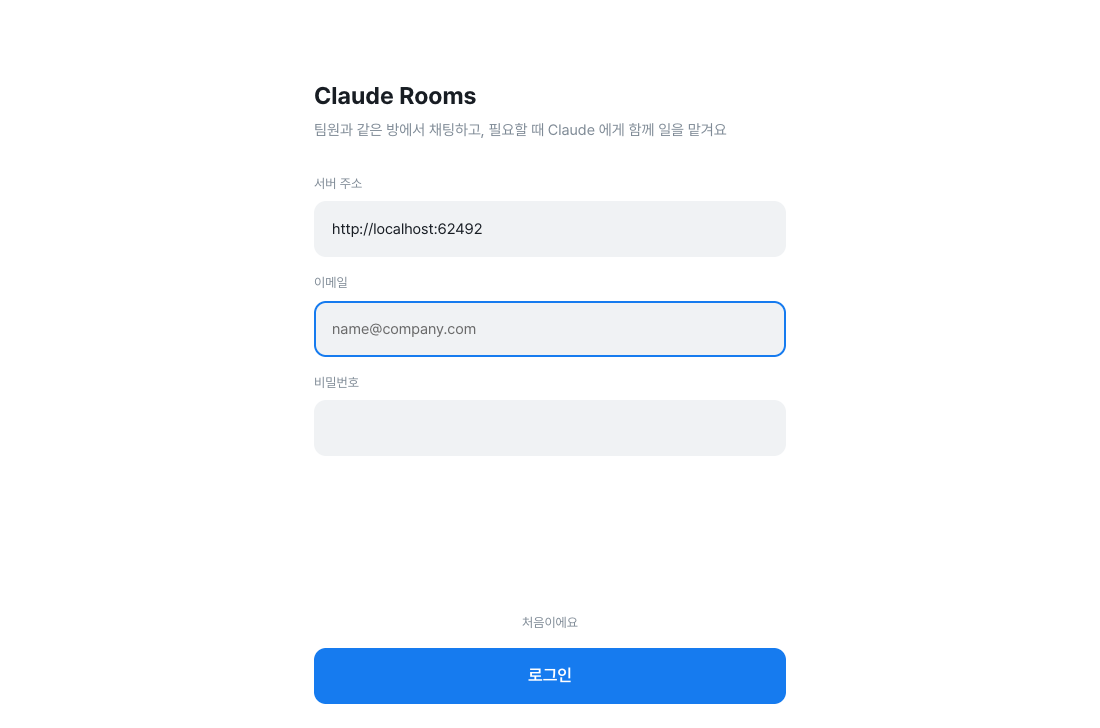 Claude Rooms
팀원과 같은 방에서 채팅하고, 필요할 때 Claude 에게 함께 일을 맡겨요
서버 주소
http://localhost:62492
이메일
name@company.com
비밀번호
처음이에요
로그인